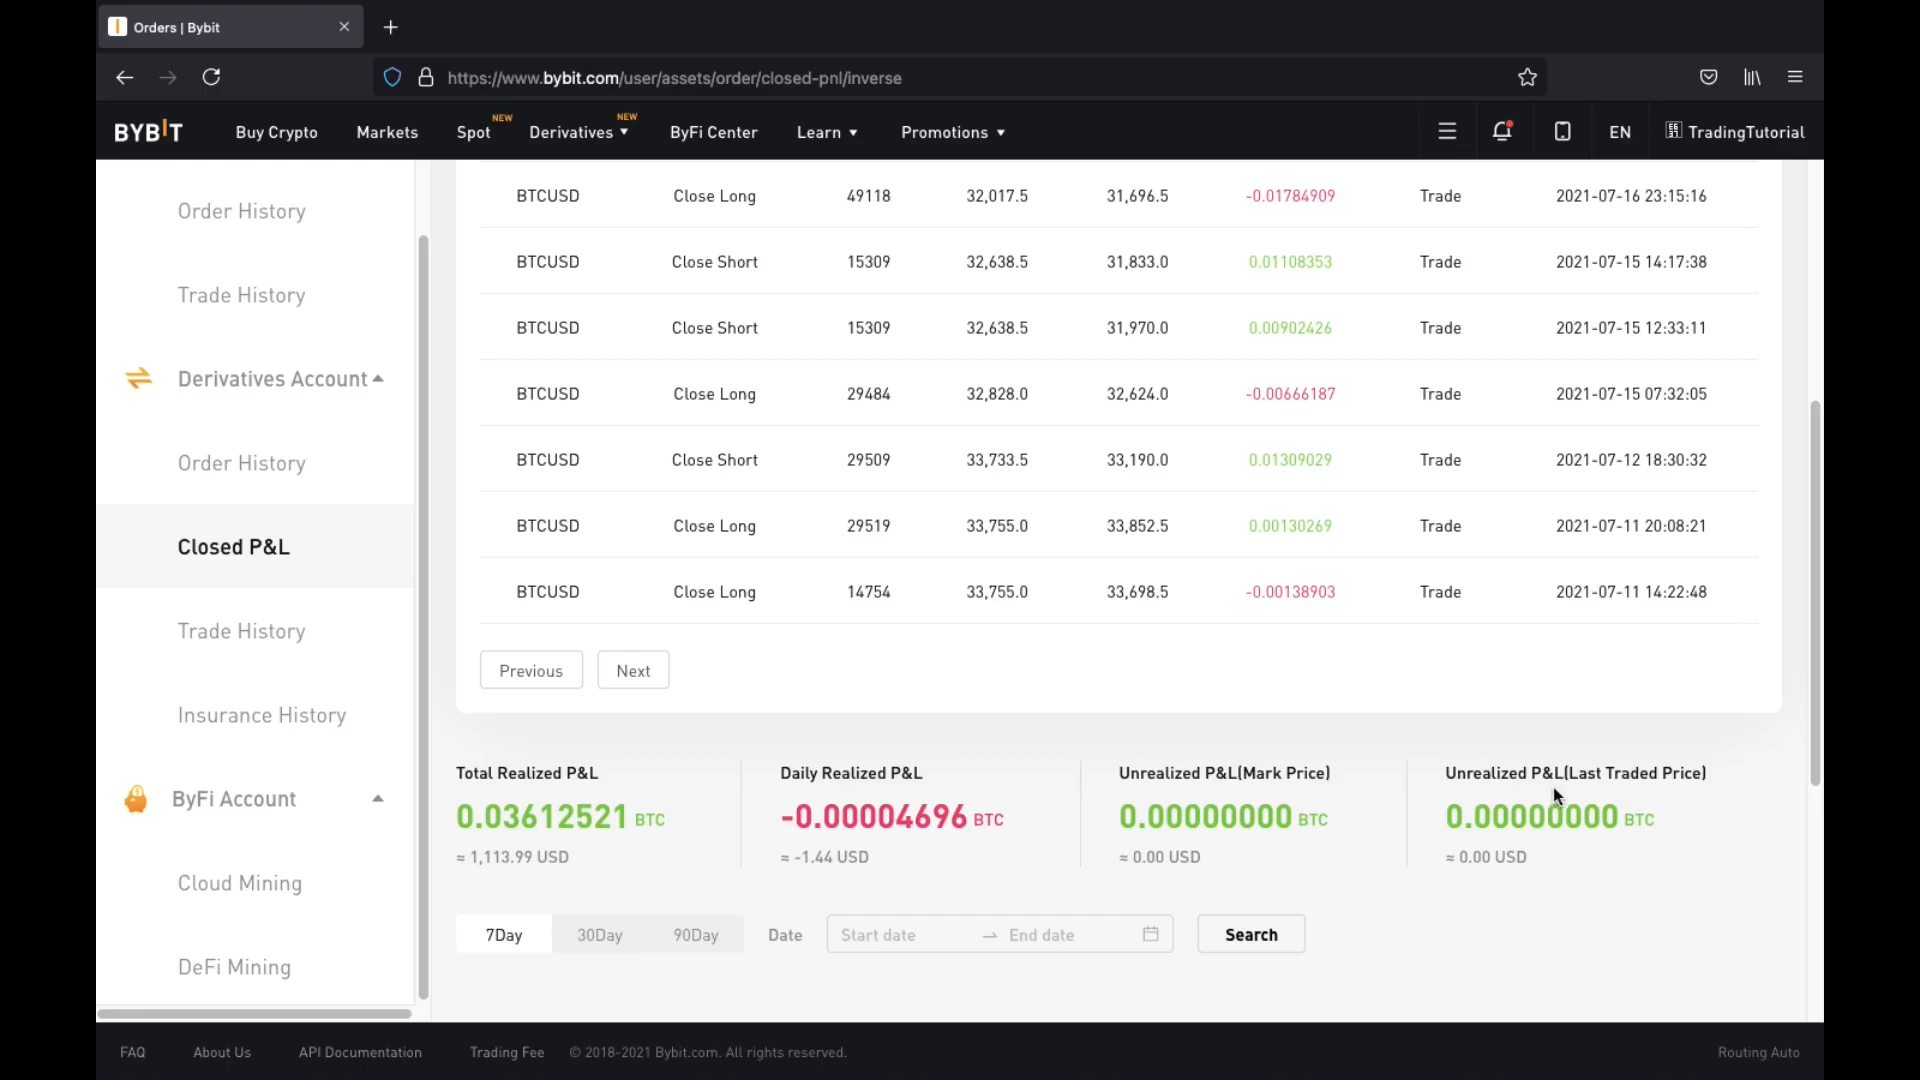 Orders | Bybit
https://www.bybit.com/user/assets/order/closed-pnl/inverse
BYBIT Buy Crypto Markets Spot NEW Derivatives NEW ByFi Center Learn Promotions EN TradingTutorial
Order History
Trade History
Derivatives Account
Order History
Closed P&L
Trade History
Insurance History
ByFi Account
Cloud Mining
DeFi Mining
BTCUSD Close Long 49118 32,017.5 31,696.5 -0.01784909 Trade 2021-07-16 23:15:16
BTCUSD Close Short 15309 32,638.5 31,833.0 0.01108353 Trade 2021-07-15 14:17:38
BTCUSD Close Short 15309 32,638.5 31,970.0 0.00902426 Trade 2021-07-15 12:33:11
BTCUSD Close Long 29484 32,828.0 32,624.0 -0.00666187 Trade 2021-07-15 07:32:05
BTCUSD Close Short 29509 33,733.5 33,190.0 0.01309029 Trade 2021-07-12 18:30:32
BTCUSD Close Long 29519 33,755.0 33,852.5 0.00130269 Trade 2021-07-11 20:08:21
BTCUSD Close Long 14754 33,755.0 33,698.5 -0.00138903 Trade 2021-07-11 14:22:48
Previous Next
Total Realized P&L Daily Realized P&L Unrealized P&L(Mark Price) Unrealized P&L(Last Traded Price)
0.03612521 BTC -0.00004696 BTC 0.00000000 BTC 0.00000000 BTC
≈ 1,113.99 USD ≈ -1.44 USD ≈ 0.00 USD ≈ 0.00 USD
7Day 30Day 90Day Date Start date → End date Search
FAQ About Us API Documentation Trading Fee © 2018-2021 Bybit.com. All rights reserved. Routing Auto